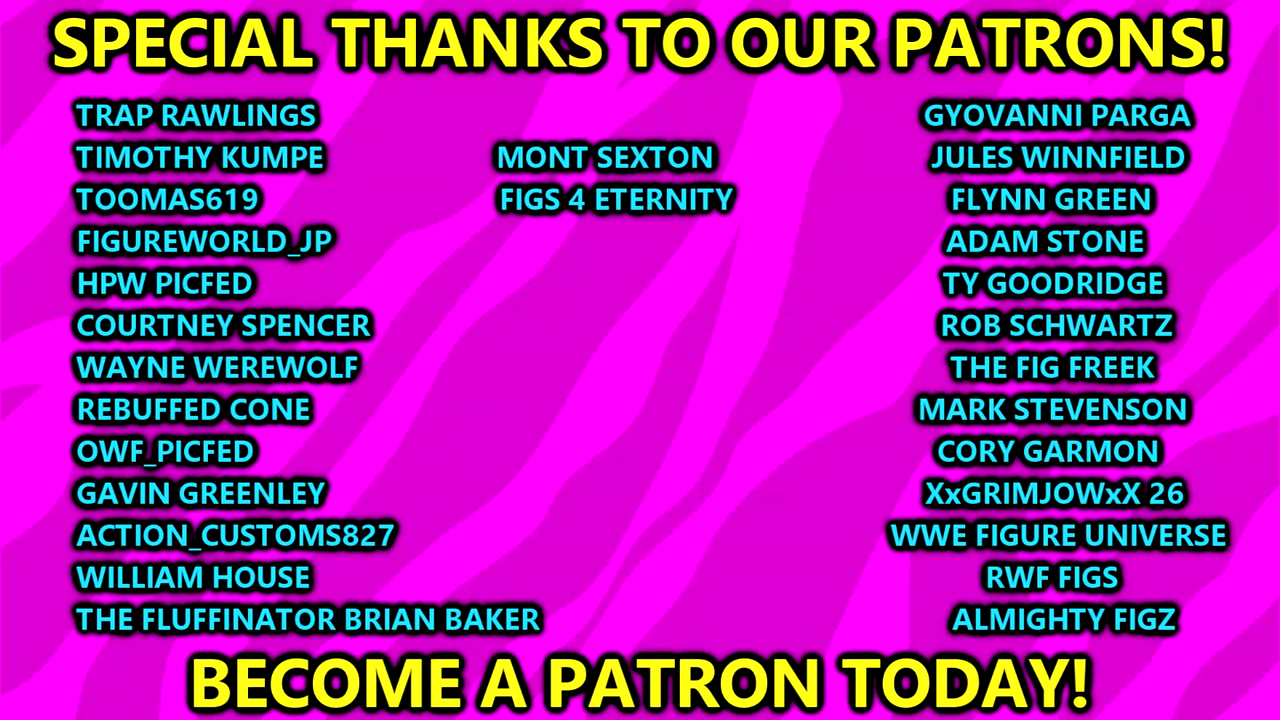 SPECIAL THANKS TO OUR PATRONS!
TRAP RAWLINGS
TIMOTHY KUMPE
TOOMAS619
FIGUREWORLD_JP
HPW PICFED
COURTNEY SPENCER
WAYNE WEREWOLF
REBUFFED CONE
OWF_PICFED
GAVIN GREENLEY
ACTION_CUSTOMS827
WILLIAM HOUSE
THE FLUFFINATOR BRIAN BAKER
MONT SEXTON
FIGS 4 ETERNITY
GYOVANNI PARGA
JULES WINNFIELD
FLYNN GREEN
ADAM STONE
TY GOODRIDGE
ROB SCHWARTZ
THE FIG FREEK
MARK STEVENSON
CORY GARMON
XxGRIMJOWxX 26
WWE FIGURE UNIVERSE
RWF FIGS
ALMIGHTY FIGZ
BECOME A PATRON TODAY!